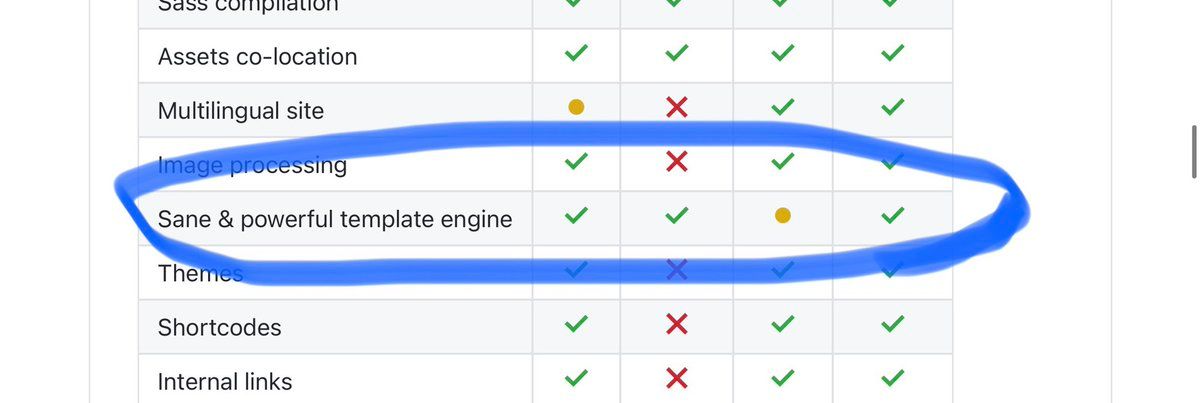 Sass compilation
Assets co-location
Multilingual site
Image processing
Sane & powerful template engine
Themes
Shortcodes
Internal links